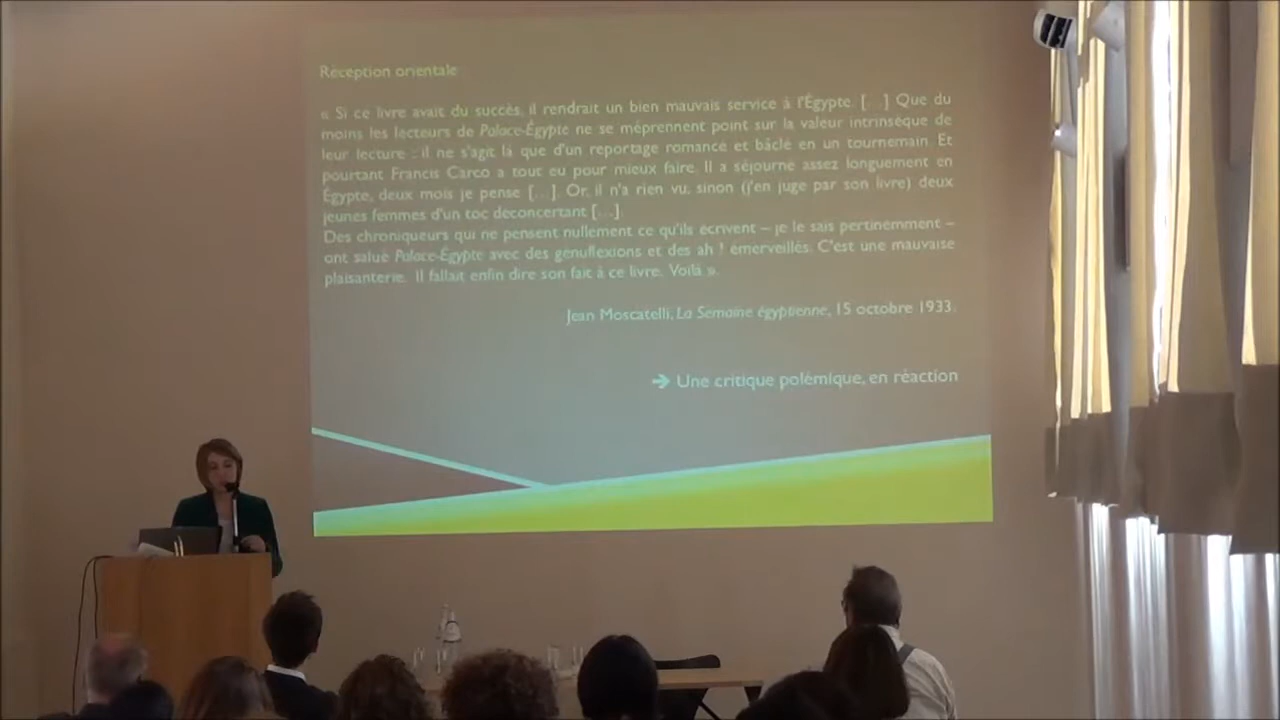 Réception orientale
« Si ce livre avait du succès, il rendrait un bien mauvais service à l'Égypte. […] Que du
moins les lecteurs de Palace-Égypte ne se méprennent point sur la valeur intrinsèque de
leur lecture : il ne s'agit là que d'un reportage romancé et bâclé en un tournemain. Et
pourtant Francis Carco a tout eu pour mieux faire. Il a séjourné assez longuement en
Égypte, deux mois je pense […]. Or, il n'a rien vu, sinon (j'en juge par son livre) deux
jeunes femmes d'un toc déconcertant […].
Des chroniqueurs qui ne pensent nullement ce qu'ils écrivent – je le sais pertinemment –
ont salué Palace-Égypte avec des génuflexions et des ah ! émerveillés. C'est une mauvaise
plaisanterie. Il fallait enfin dire son fait à ce livre. Voilà ».
Jean Moscatelli, La Semaine égyptienne, 15 octobre 1933.
→ Une critique polémique, en réaction